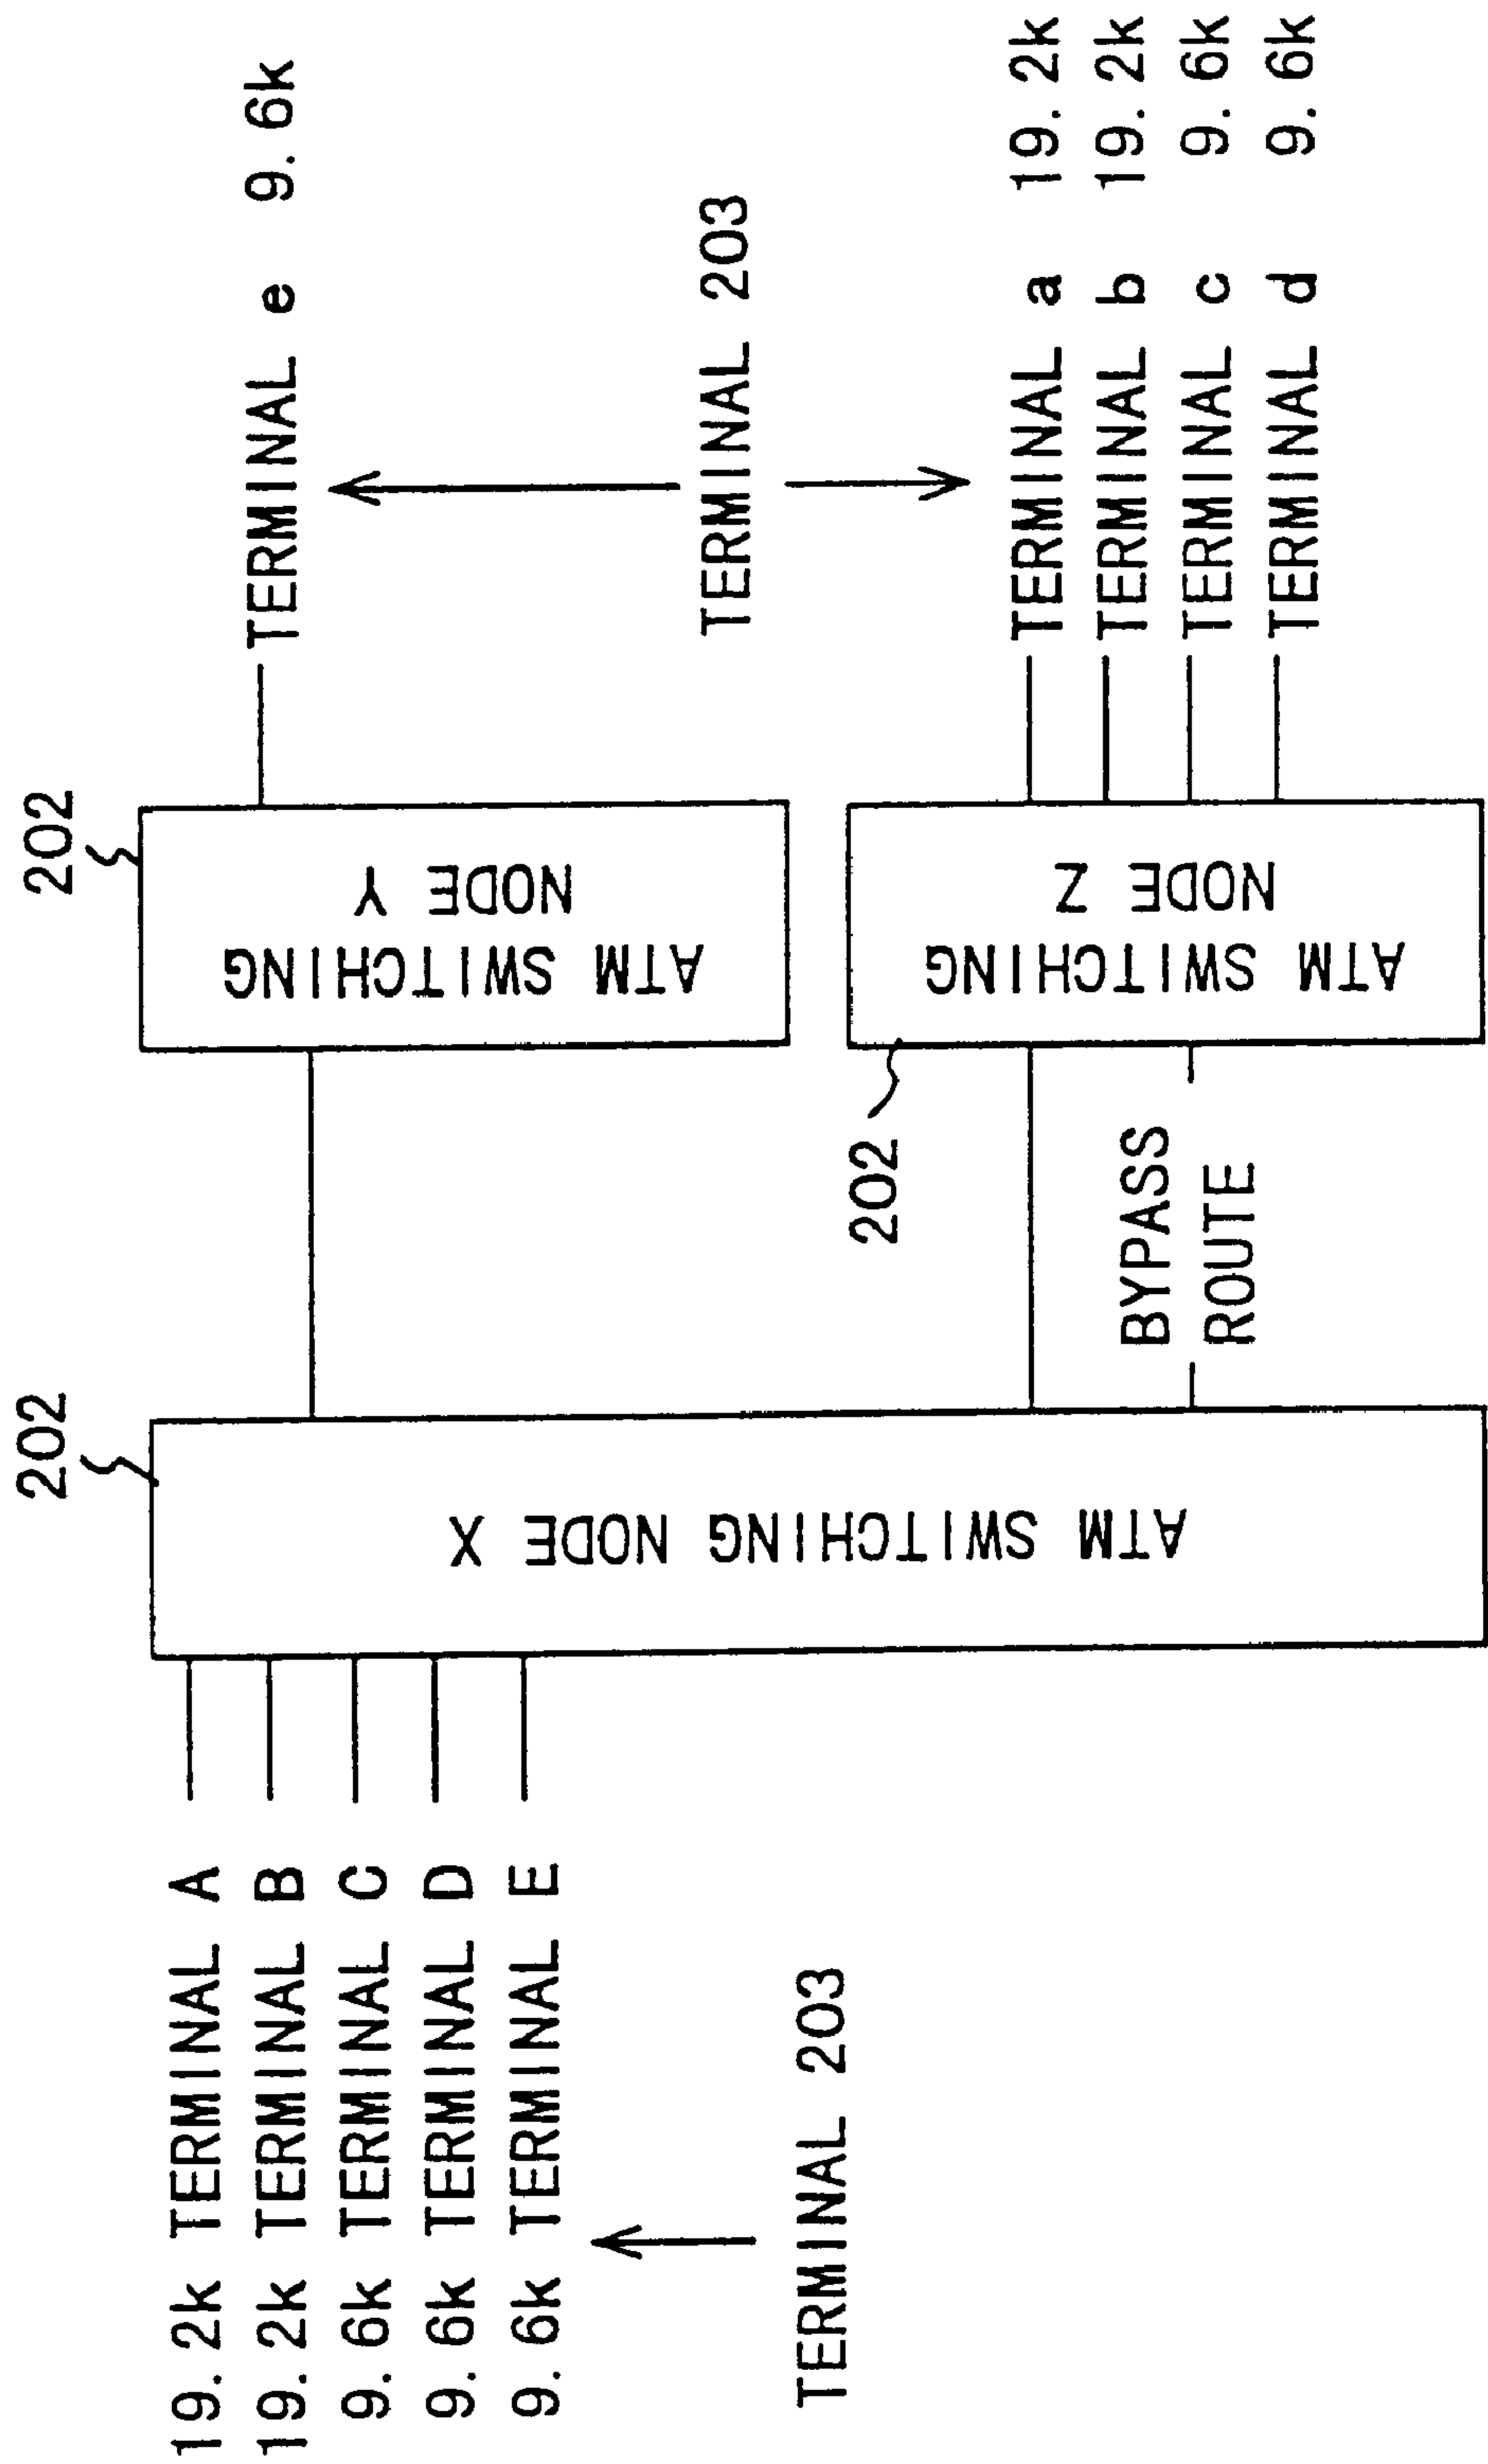 19. 2k TERMINAL A
19. 2k TERMINAL B
9. 6k TERMINAL C
9. 6k TERMINAL D
9. 6k TERMINAL E
TERMINAL 203
202
ATM SWITCHING NODE X
202
ATM SWITCHING
NODE Y
TERMINAL e 9. 6k
TERMINAL 203
BYPASS
ROUTE
202
ATM SWITCHING
NODE Z
TERMINAL a 19. 2k
TERMINAL b 19. 2k
TERMINAL c 9. 6k
TERMINAL d 9. 6k